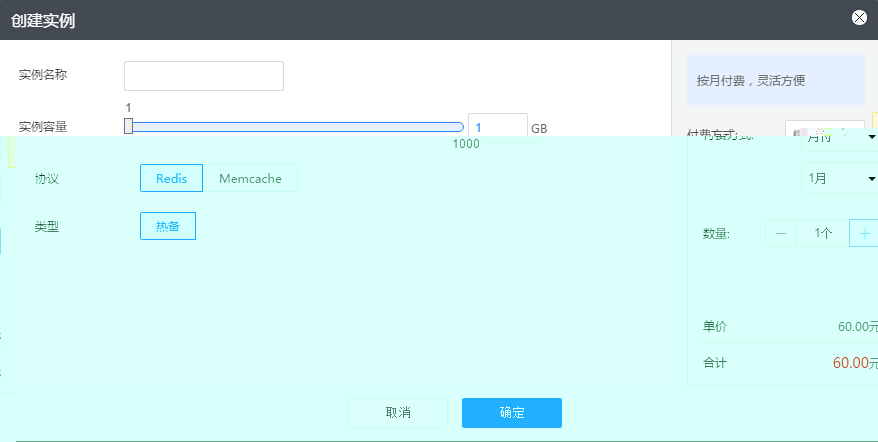 创建实例
实例名称
按月付费，灵活方便
1
实例容量
1 GB
付费方式:
1000
月付
协议
Redis Memcache
1月
类型
热备
数量:
1个
单价
60.00元
合计
60.00元
取消
确定